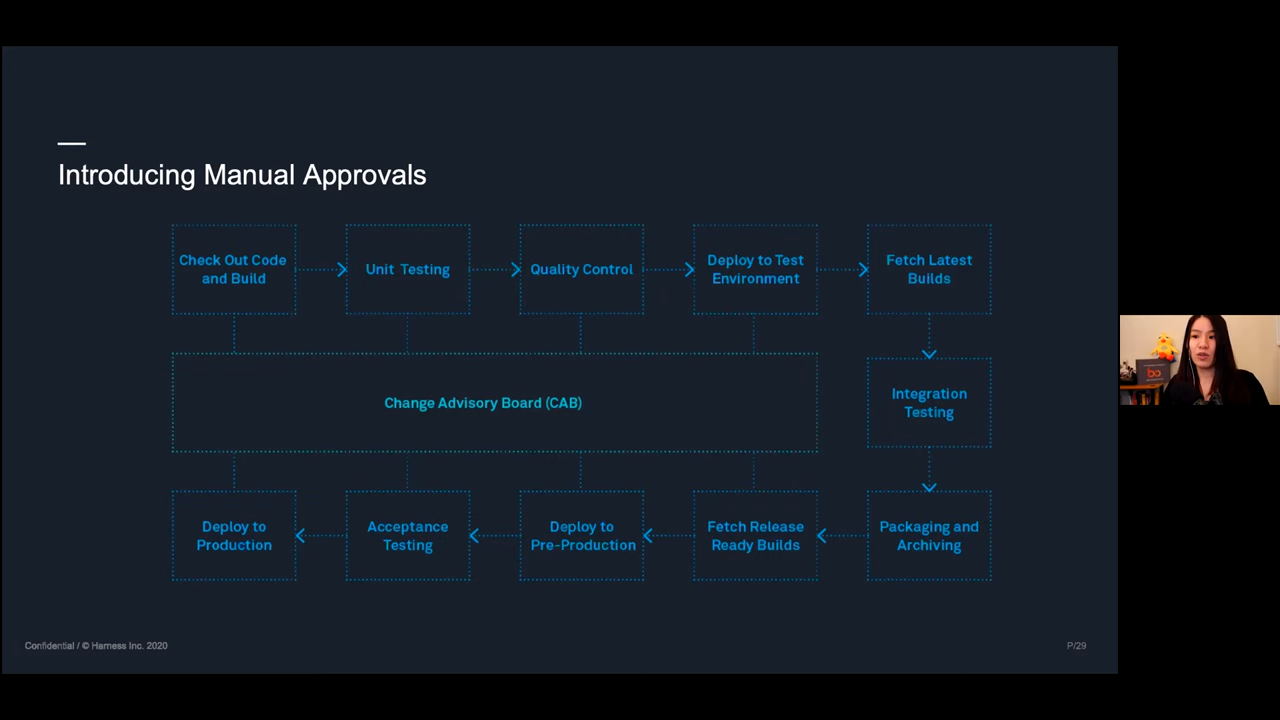 Introducing Manual Approvals
Check Out Code
and Build
Unit Testing
Quality Control
Deploy to Test
Environment
Fetch Latest
Builds
Change Advisory Board (CAB)
Integration
Testing
Deploy to
Production
Acceptance
Testing
Deploy to
Pre-Production
Fetch Release
Ready Builds
Packaging and
Archiving
Confidential / © Harness Inc. 2020
P/29